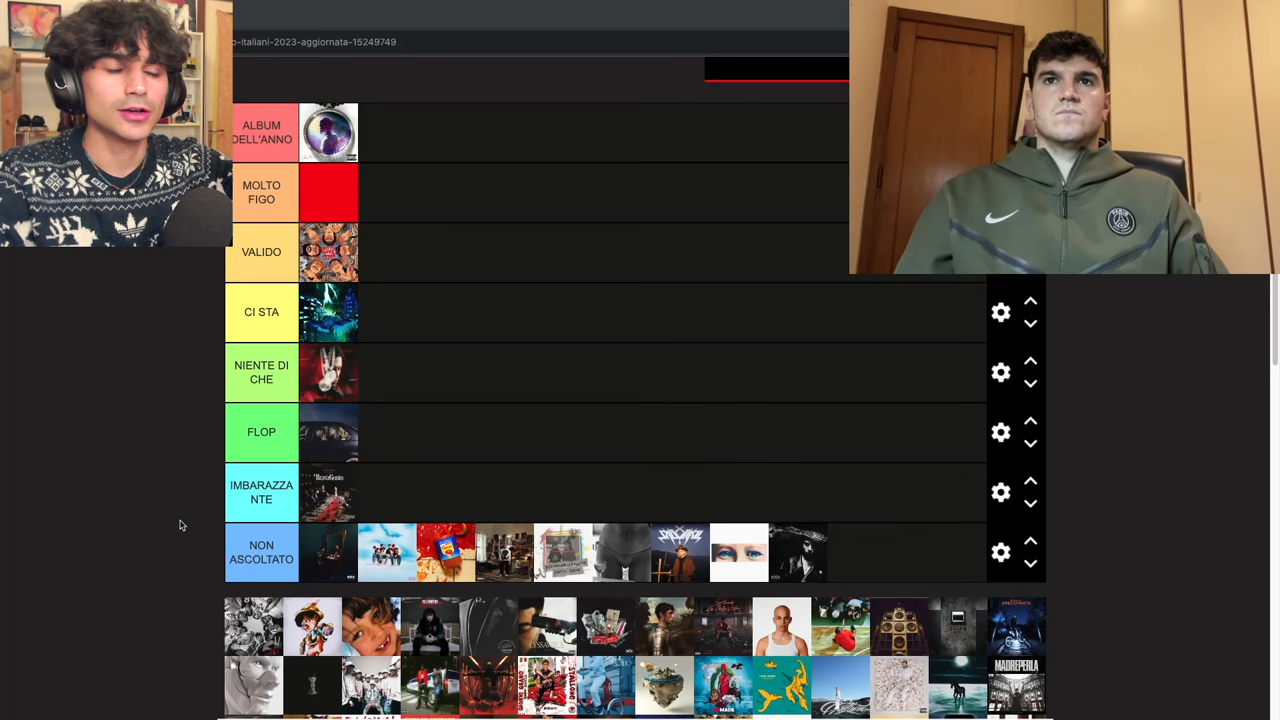 o-italiani-2023-aggiornata-15249749
ALBUM
DELL'ANNO
MOLTO
FIGO
VALIDO
CI STA
NIENTE DI
CHE
FLOP
IMBARAZZA
NTE
NON
ASCOLTATO
MADREPERLA